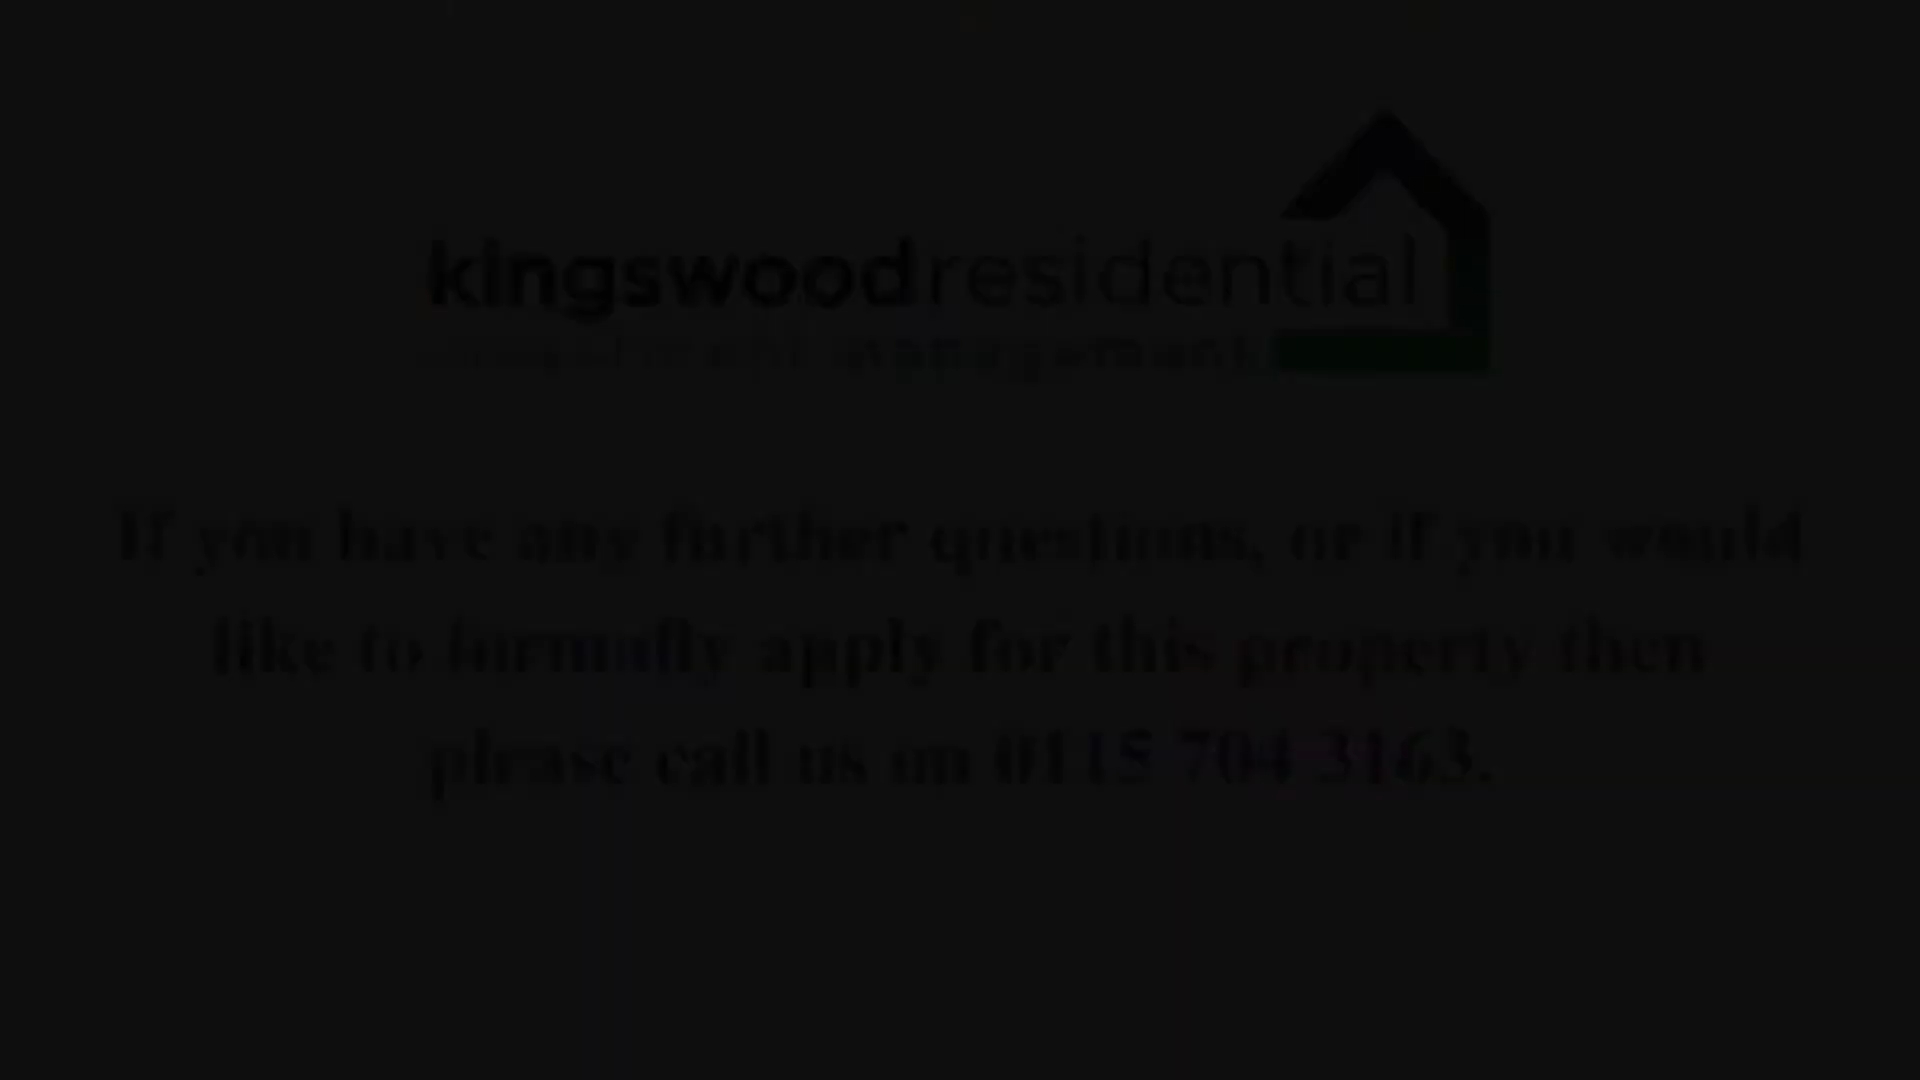 kingswoodresidential
management
If you have any further questions, or if you would
like to formally apply for this property then
please call us on 0115 704 3163.